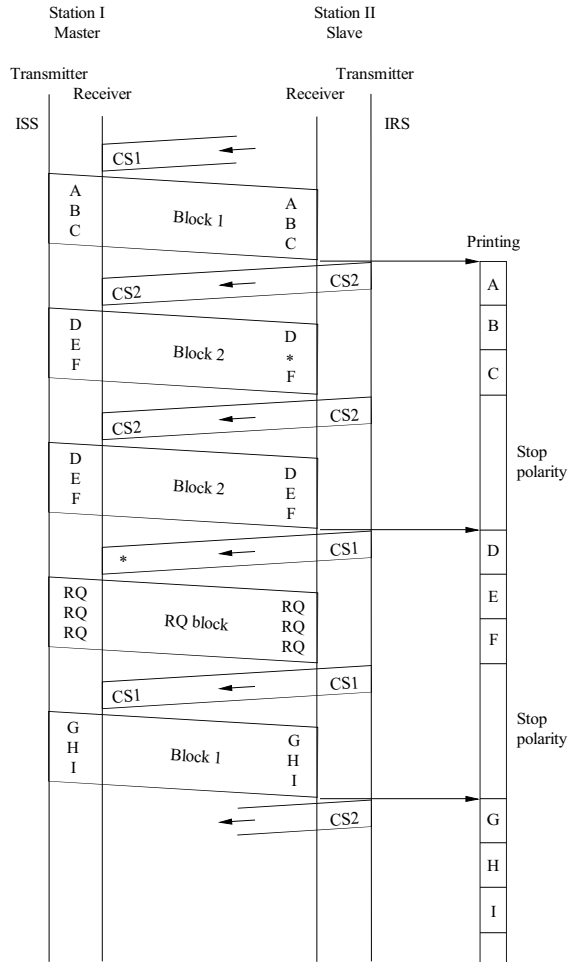 Station I
Master
Station II
Slave
Transmitter
Receiver
Receiver
Transmitter
ISS
IRS
CS1
A
B
C
Block 1
A
B
C
Printing
CS2
CS2
A
D
E
F
Block 2
D
*
F
B
C
CS2
CS2
Stop
polarity
D
E
F
Block 2
D
E
F
*
CS1
D
RQ
RQ
RQ
RQ block
RQ
RQ
RQ
E
F
CS1
CS1
Stop
polarity
G
H
I
Block 1
G
H
I
CS2
G
H
I